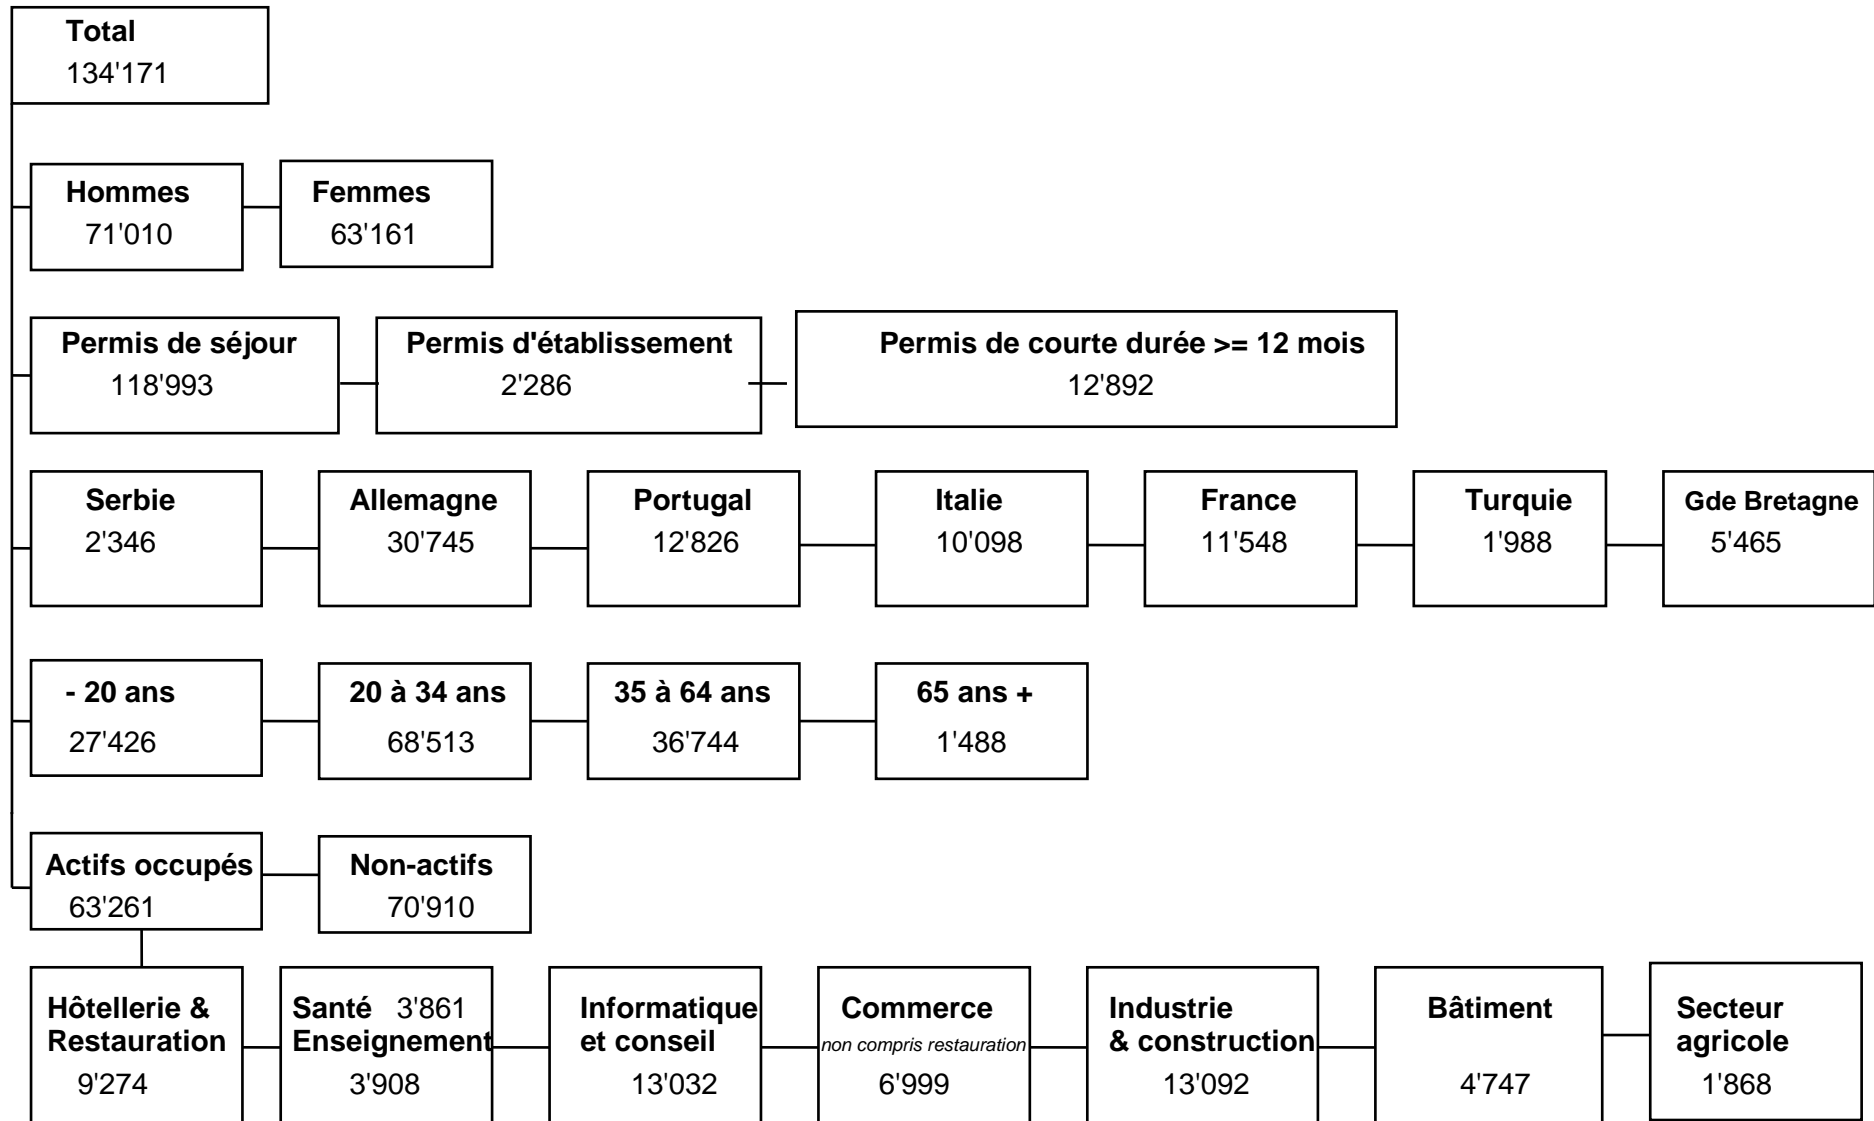 Total
134'171
Hommes
71'010
Femmes
63'161
Permis de séjour
118'993
Permis d'établissement
2'286
Permis de courte durée >= 12 mois
12'892
Serbie
2'346
Allemagne
30'745
Portugal
12'826
Italie
10'098
France
11'548
Turquie
1'988
Gde Bretagne
5'465
- 20 ans
27'426
20 à 34 ans
68'513
35 à 64 ans
36'744
65 ans +
1'488
Actifs occupés
63'261
Non-actifs
70'910
Hôtellerie &
Restauration
9'274
Santé 3'861
Enseignement
3'908
Informatique
et conseil
13'032
Commerce
non compris restauration
6'999
Industrie
& construction
13'092
Bâtiment
4'747
Secteur
agricole
1'868